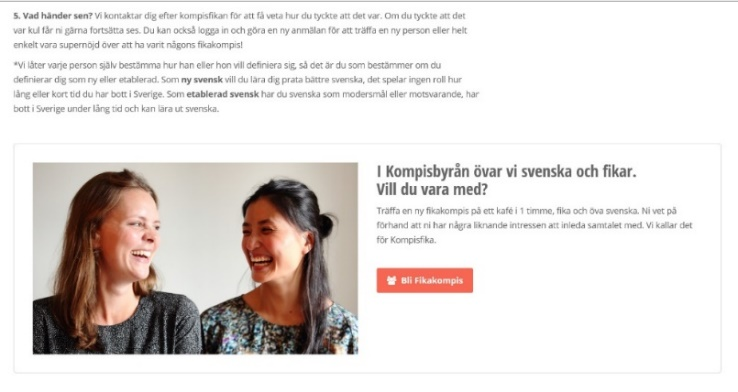 5. Vad händer sen? Vi kontaktar dig efter kompisfikan för att få veta hur du tyckte att det var. Om du tyckte att det
var kul får ni gärna fortsätta ses. Du kan också logga in och göra en ny anmälan för att träffa en ny person eller helt
enkelt vara supernöjd över att ha varit någons fikakompis!
*Vi låter varje person själv bestämma hur han eller hon vill definiera sig, så det är du som bestämmer om du
definierar dig som ny eller etablerad. Som ny svensk vill du lära dig prata bättre svenska, det spelar ingen roll hur
lång eller kort tid du har bott i Sverige. Som etablerad svensk har du svenska som modersmål eller motsvarande, har
bott i Sverige under lång tid och kan lära ut svenska.
I Kompisbyrån övar vi svenska och fikar.
Vill du vara med?
Träffa en ny fikakompis på ett kafé i 1 timme, fika och öva svenska. Ni vet på
förhand att ni har några liknande intressen att inleda samtalet med. Vi kallar det
för Kompisfika.
Bli Fikakompis